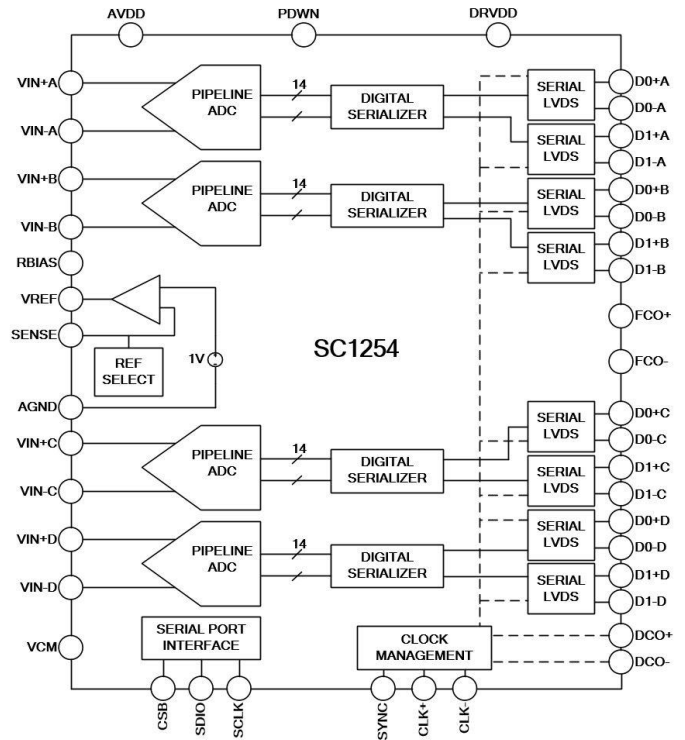 AVDD
PDWN
DRVDD
VIN+A
VIN-A
PIPELINE
ADC
14
DIGITAL
SERIALIZER
SERIAL
LVDS
D0+A
D0-A
SERIAL
LVDS
D1+A
D1-A
VIN+B
VIN-B
PIPELINE
ADC
14
DIGITAL
SERIALIZER
SERIAL
LVDS
D0+B
D0-B
SERIAL
LVDS
D1+B
D1-B
RBIAS
VREF
SENSE
REF
SELECT
1V
AGND
SC1254
FCO+
FCO-
VIN+C
VIN-C
PIPELINE
ADC
14
DIGITAL
SERIALIZER
SERIAL
LVDS
D0+C
D0-C
SERIAL
LVDS
D1+C
D1-C
VIN+D
VIN-D
PIPELINE
ADC
14
DIGITAL
SERIALIZER
SERIAL
LVDS
D0+D
D0-D
SERIAL
LVDS
D1+D
D1-D
VCM
SERIAL PORT
INTERFACE
CLOCK
MANAGEMENT
DCO+
DCO-
CSB
SDIO
SCLK
SYNC
CLK+
CLK-